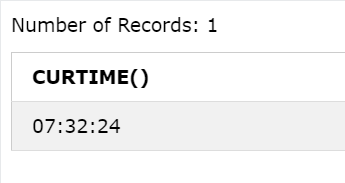 Number of Records: 1
CURTIME()
07:32:24